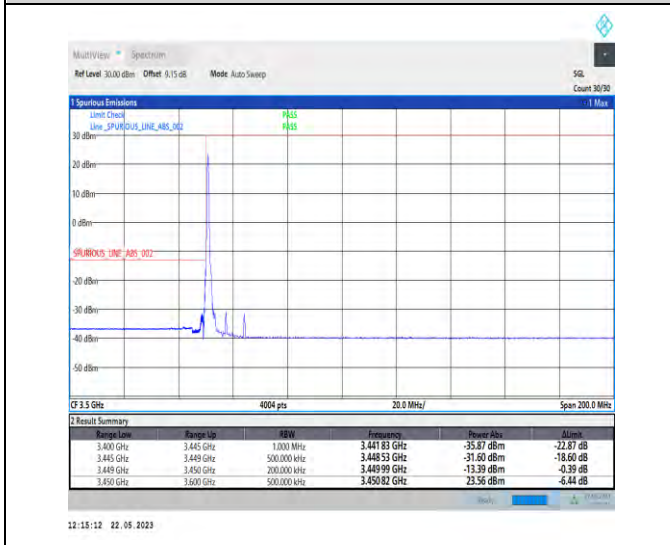 MultiView Spectrum
Ref Level 30.00 dBm Offset 9.15 dB Mode Auto Sweep SGL
Count 30/30
1 Spurious Emissions 1 Max
Limit Check PASS
Line _SPURIOUS_LINE_ABS_002 PASS
30 dBm
20 dBm
10 dBm
0 dBm
_SPURIOUS_LINE_ABS_002
-20 dBm
-30 dBm
-40 dBm
-50 dBm
CF 3.5 GHz 4004 pts 20.0 MHz/ Span 200.0 MHz
2 Result Summary
Range Low Range Up RBW Frequency Power Abs ΔLimit
3.400 GHz 3.445 GHz 1.000 MHz 3.441 83 GHz -35.87 dBm -22.87 dB
3.445 GHz 3.449 GHz 500.000 kHz 3.448 53 GHz -31.60 dBm -18.60 dB
3.449 GHz 3.450 GHz 200.000 kHz 3.449 99 GHz -13.39 dBm -0.39 dB
3.450 GHz 3.600 GHz 500.000 kHz 3.450 82 GHz 23.56 dBm -6.44 dB
Ready
12:15:12 22.05.2023